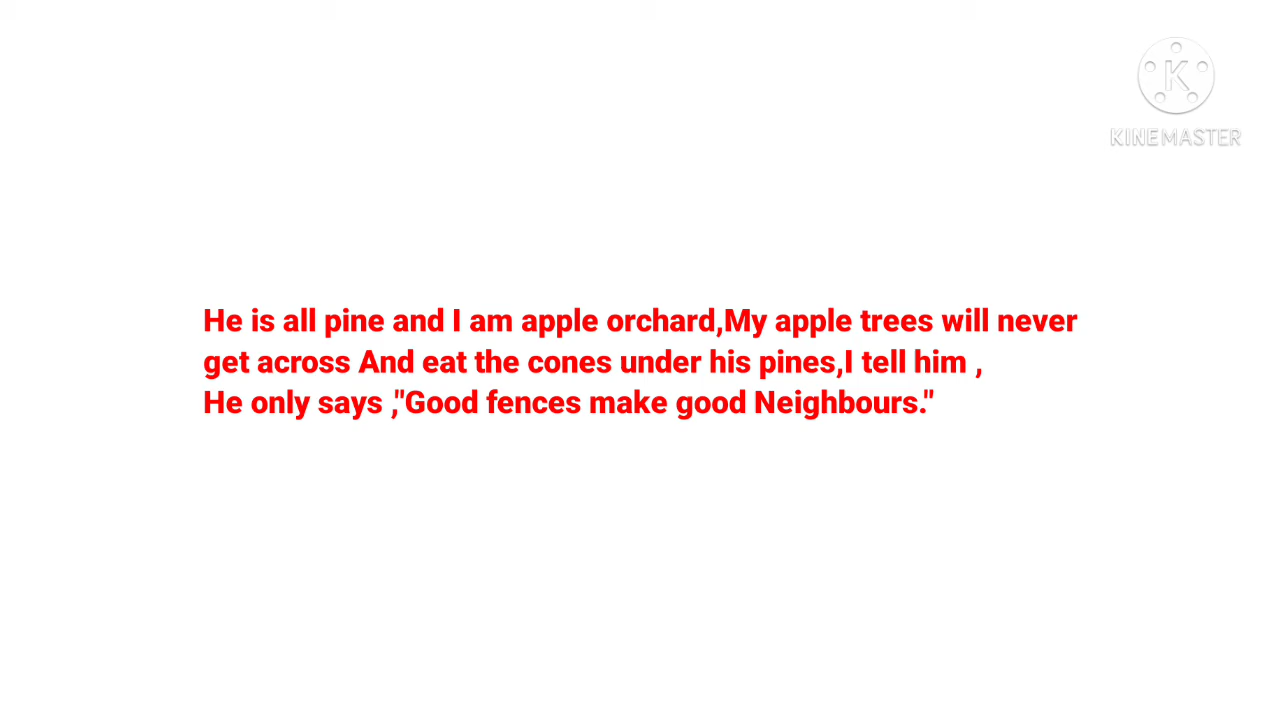 K
KINEMASTER
He is all pine and I am apple orchard,My apple trees will never
get across And eat the cones under his pines,I tell him ,
He only says ,"Good fences make good Neighbours."